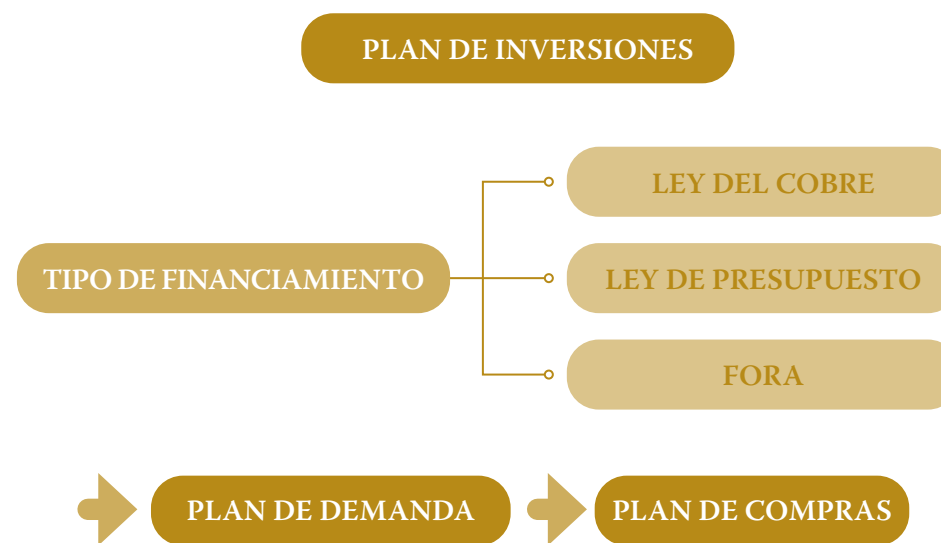 PLAN DE INVERSIONES
LEY DEL COBRE
TIPO DE FINANCIAMIENTO
LEY DE PRESUPUESTO
FORA
PLAN DE DEMANDA
PLAN DE COMPRAS